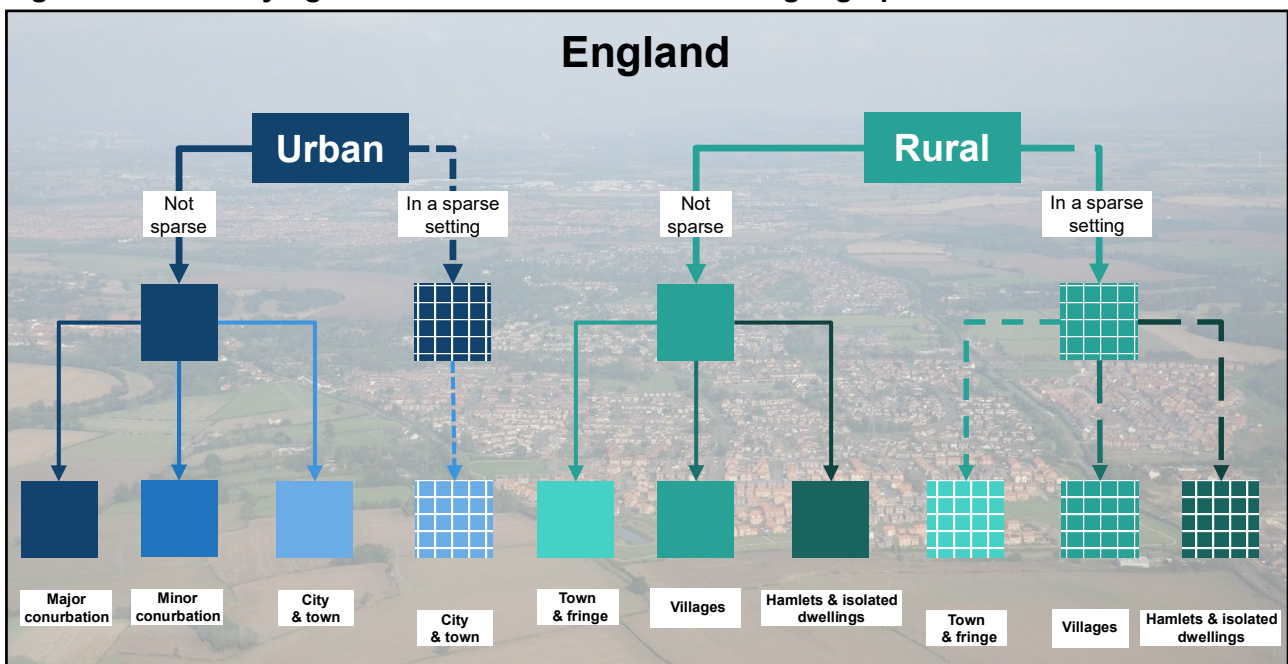 England
Urban
Rural
Not
sparse
In a sparse
setting
Not
sparse
In a sparse
setting
Major
conurbation
Minor
conurbation
City
& town
City
& town
Town
& fringe
Villages
Hamlets & isolated
dwellings
Town
& fringe
Villages
Hamlets & isolated
dwellings